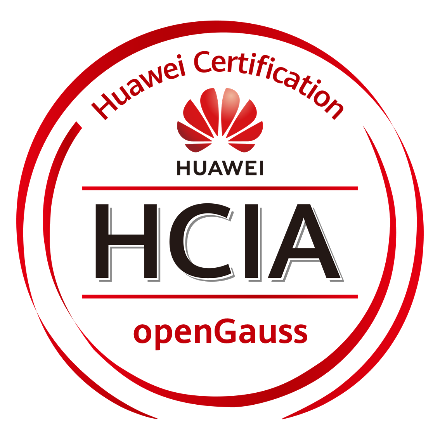 Huawei Certification
HUAWEI
HCIA
openGauss